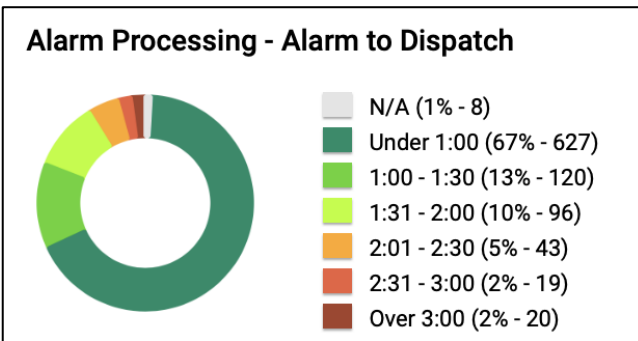 Alarm Processing - Alarm to Dispatch
N/A (1% - 8)
Under 1:00 (67% - 627)
1:00 - 1:30 (13% - 120)
1:31 - 2:00 (10% - 96)
2:01 - 2:30 (5% - 43)
2:31 - 3:00 (2% - 19)
Over 3:00 (2% - 20)